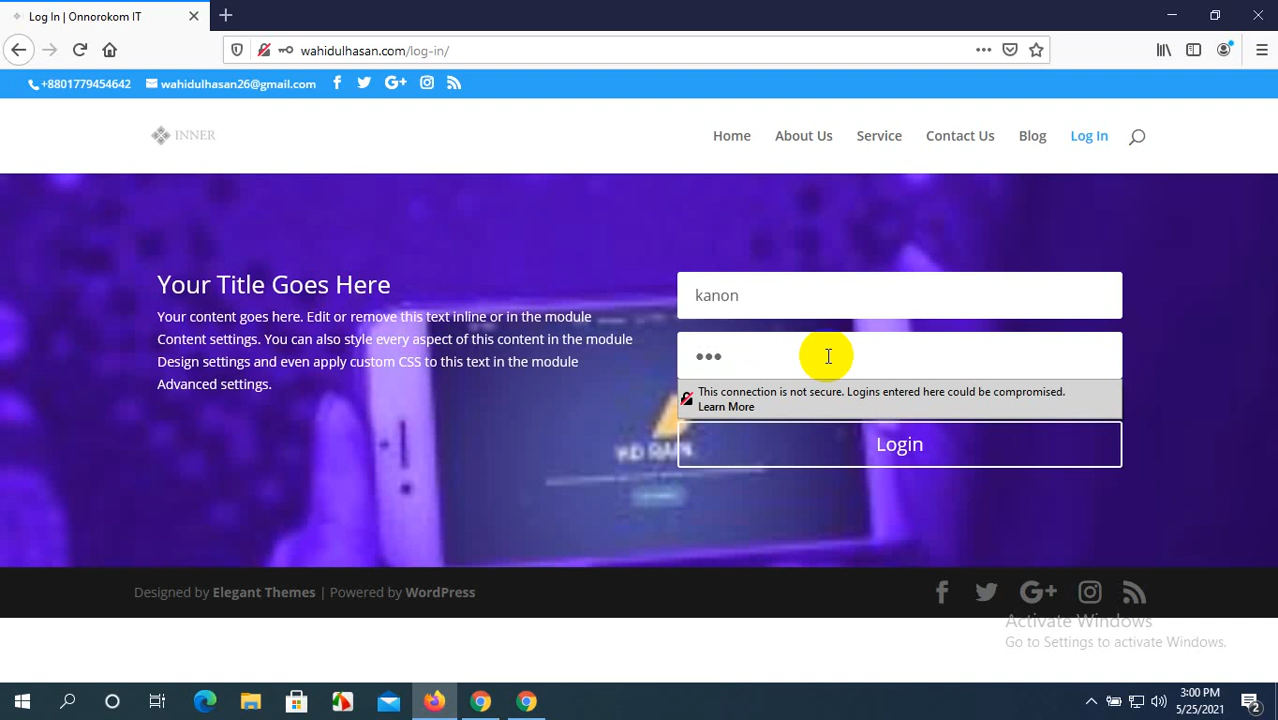 Log In | Onnorokom IT
wahidulhasan.com/log-in/
+8801779454642 wahidulhasan26@gmail.com
INNER
Home About Us Service Contact Us Blog Log In
Your Title Goes Here
Your content goes here. Edit or remove this text inline or in the module
Content settings. You can also style every aspect of this content in the module
Design settings and even apply custom CSS to this text in the module
Advanced settings.
kanon
•••
This connection is not secure. Logins entered here could be compromised.
Learn More
Login
Designed by Elegant Themes | Powered by WordPress
Activate Windows
Go to Settings to activate Windows.
3:00 PM
5/25/2021
2